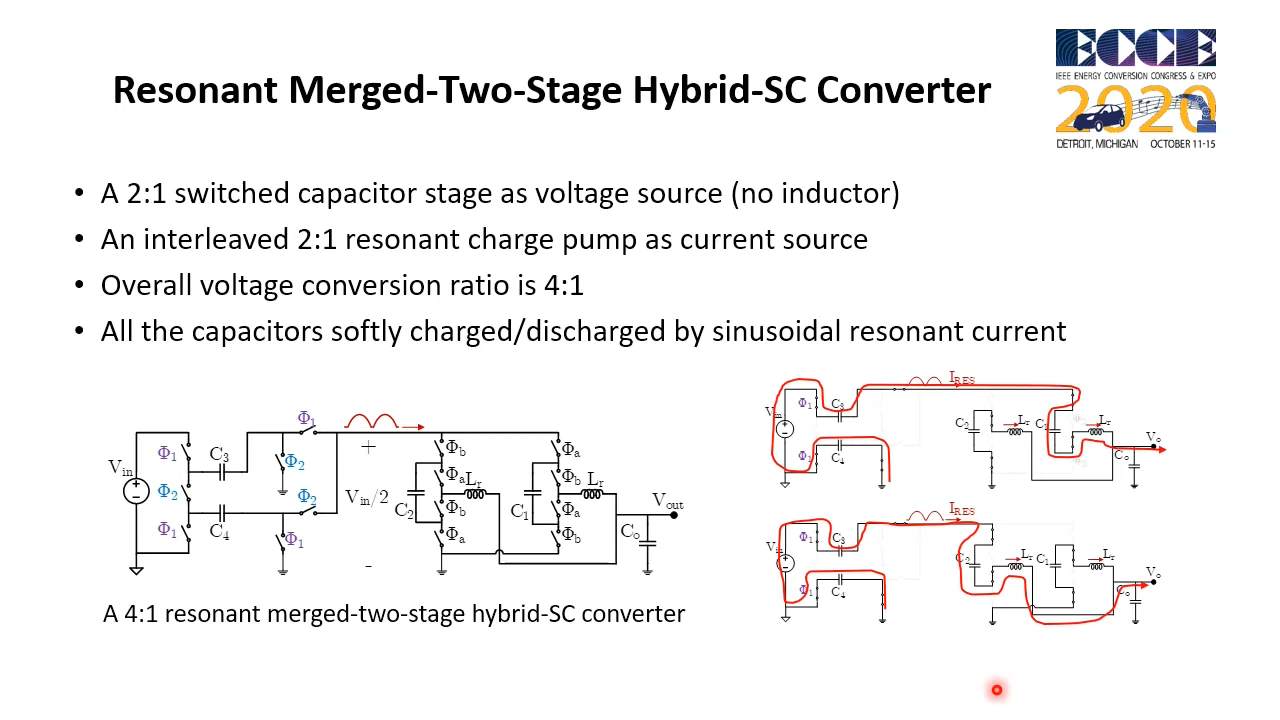 Resonant Merged-Two-Stage Hybrid-SC Converter
ECCE
IEEE ENERGY CONVERSION CONGRESS & EXPO
2020
DETROIT, MICHIGAN OCTOBER 11-15
• A 2:1 switched capacitor stage as voltage source (no inductor)
• An interleaved 2:1 resonant charge pump as current source
• Overall voltage conversion ratio is 4:1
• All the capacitors softly charged/discharged by sinusoidal resonant current
Φ1
Φ1 C3 Φ2 + Φb Φa
Vin Φ2 Φ2 Vin/2 C2 Φa Lr C1 Φb Lr Vout
Φb Φa Co
Φ1 C4 Φ1 Φa Φb
-
A 4:1 resonant merged-two-stage hybrid-SC converter
IRES
Vin Φ1 C3 C2 Lr C1 Lr Vo
Φ1 C4 Co
IRES
Vin Φ1 C3 C2 Lr C1 Lr Vo
Φ1 C4 Co